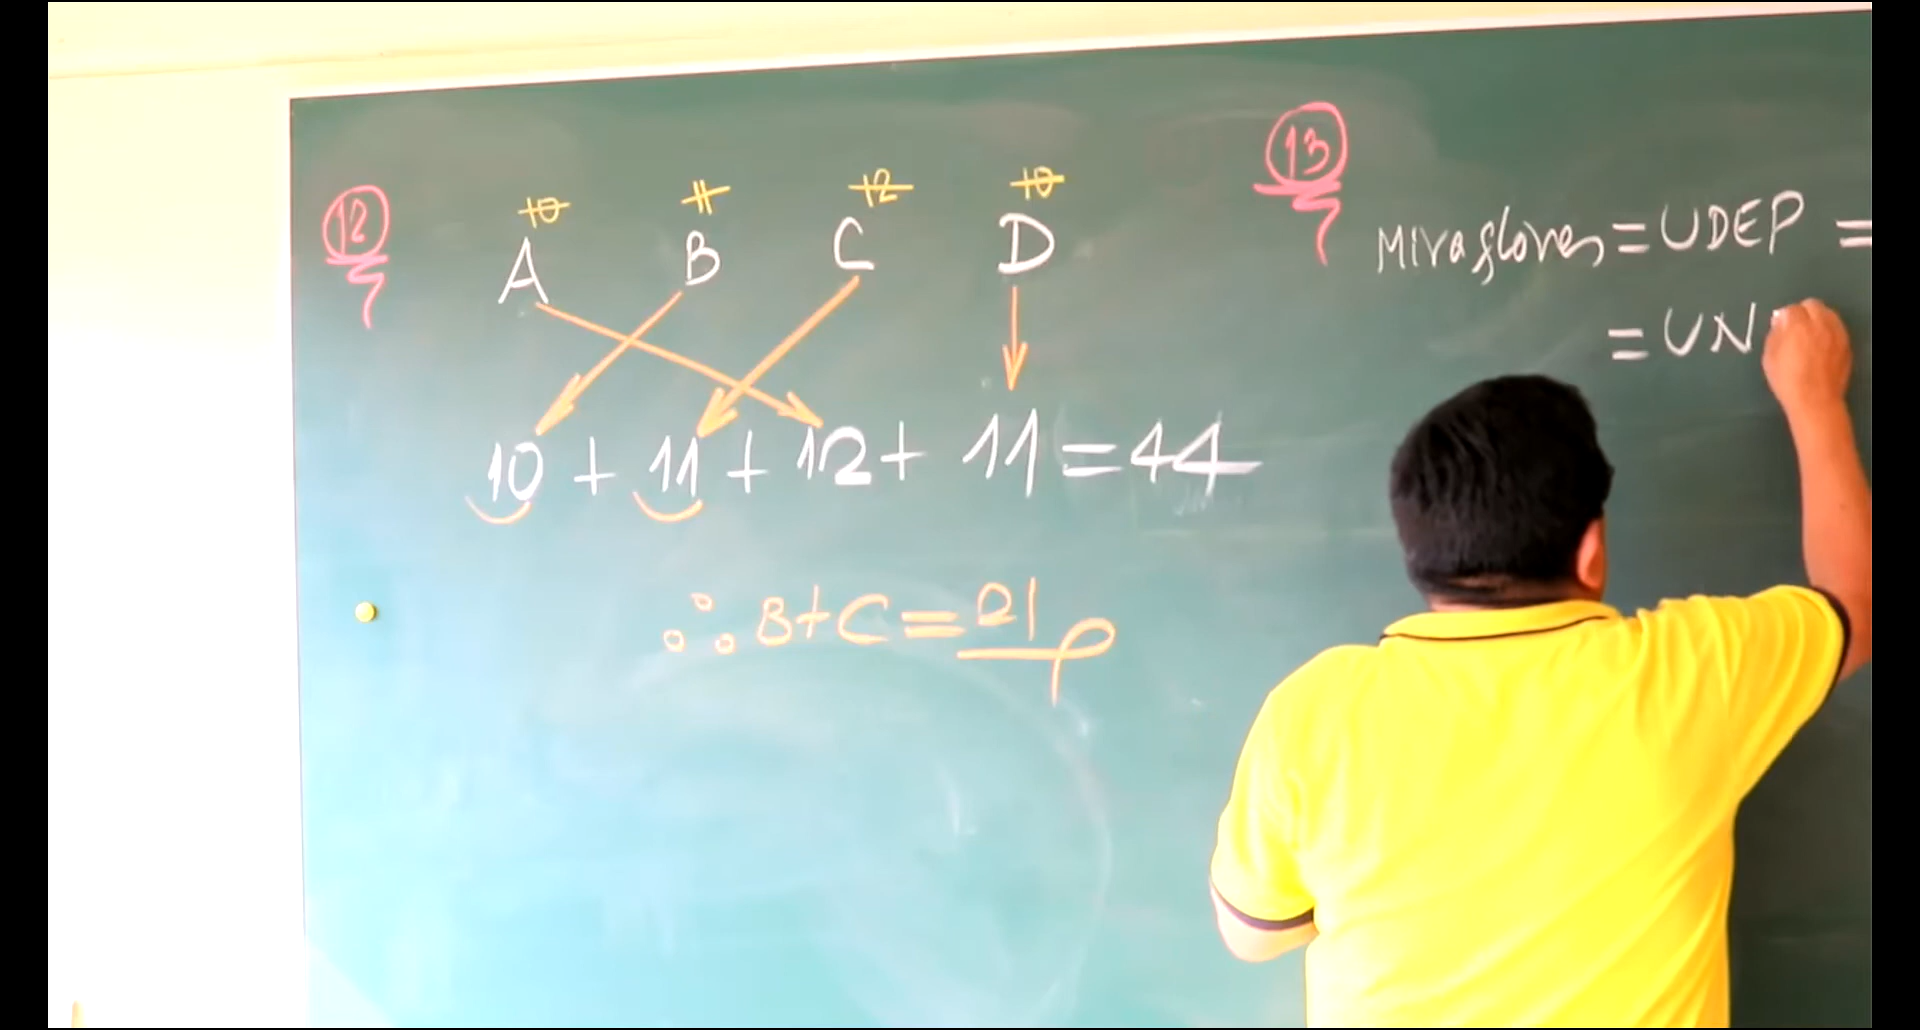 12
10 11 12 10
A B C D
10 + 11 + 12 + 11 = 44
∴ B + C = 21
13
Miraflores = UDEP =
= UN